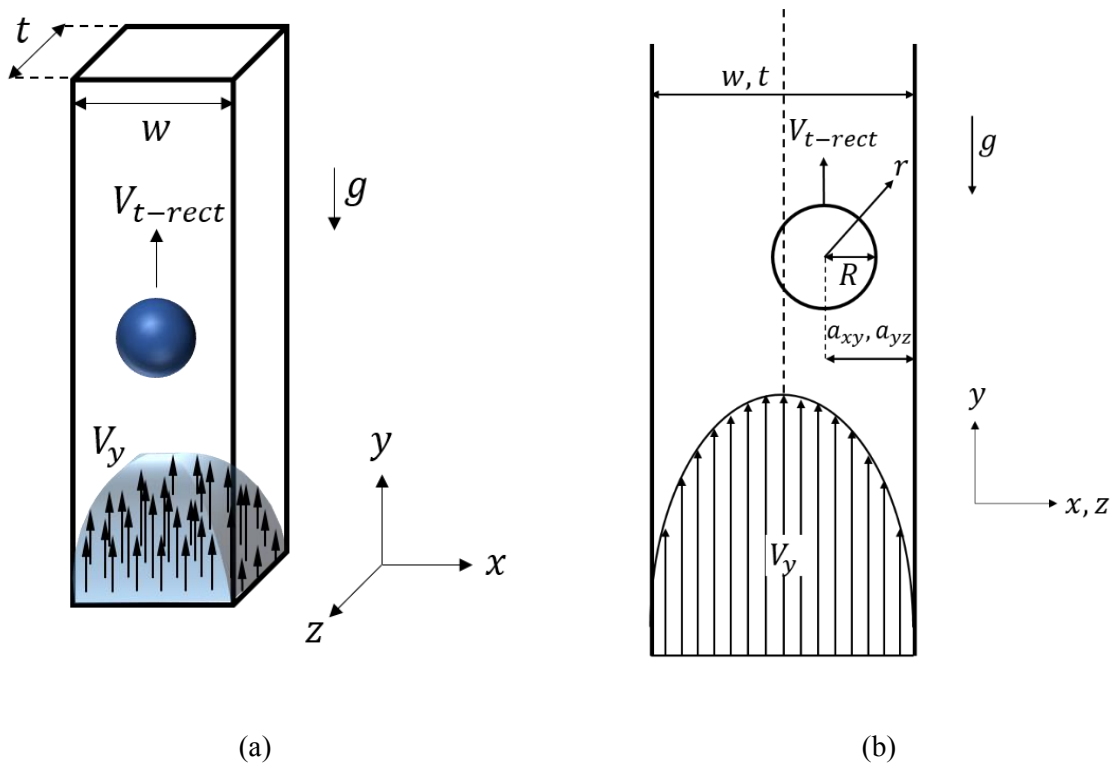 t
w
V_{t-rect}
g
V_y
y
x
z
(a)
w, t
V_{t-rect}
r
g
R
a_{xy}, a_{yz}
y
x, z
V_y
(b)